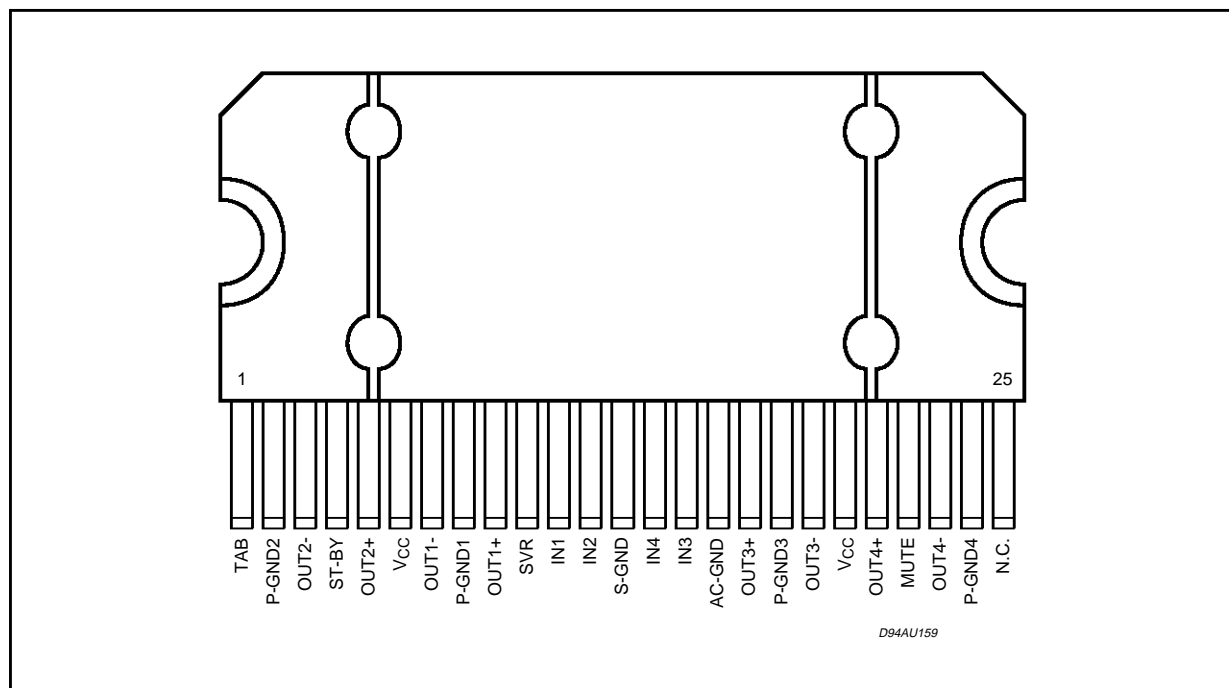 1
25
TAB
P-GND2
OUT2-
ST-BY
OUT2+
VCC
OUT1-
P-GND1
OUT1+
SVR
IN1
IN2
S-GND
IN4
IN3
AC-GND
OUT3+
P-GND3
OUT3-
VCC
OUT4+
MUTE
OUT4-
P-GND4
N.C.
D94AU159